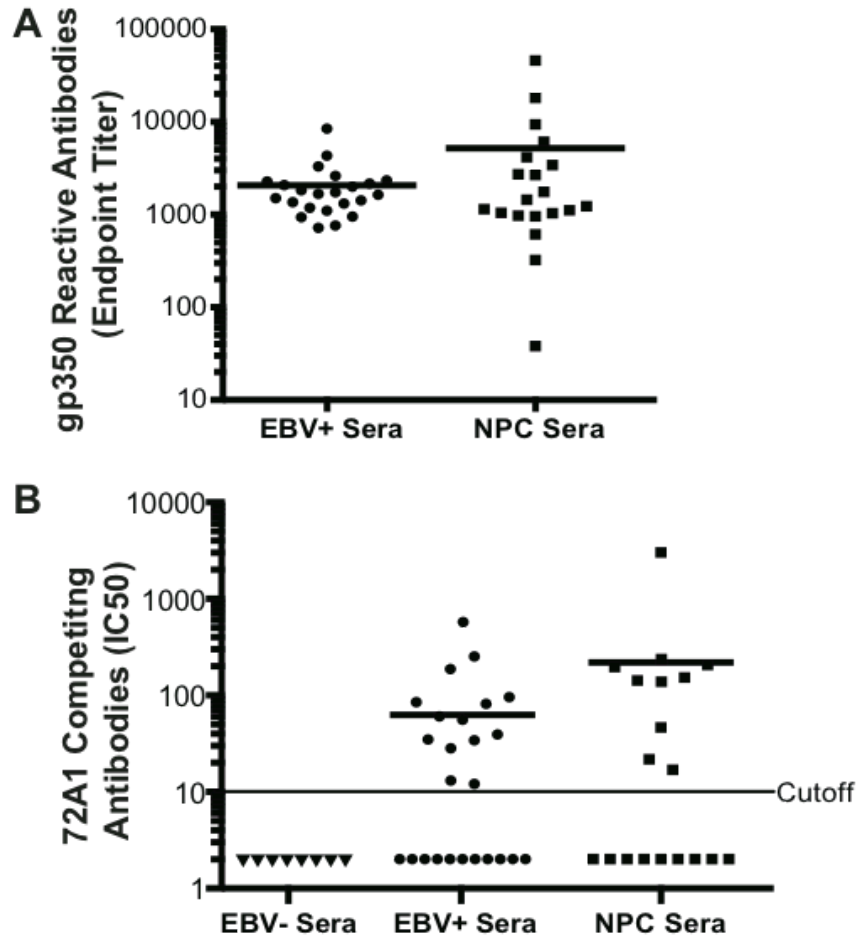 A
gp350 Reactive Antibodies
(Endpoint Titer)
100000
10000
1000
100
10
EBV+ Sera
NPC Sera
B
72A1 Competitng
Antibodies (IC50)
10000
1000
100
10
1
Cutoff
EBV- Sera
EBV+ Sera
NPC Sera